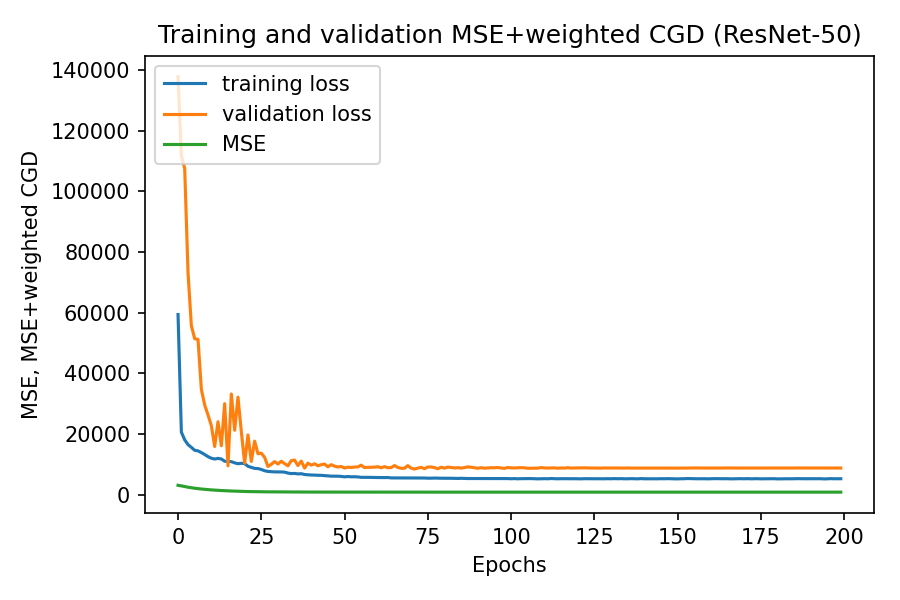 Training and validation MSE+weighted CGD (ResNet-50)
training loss
validation loss
MSE
MSE, MSE+weighted CGD
140000
120000
100000
80000
60000
40000
20000
0
0 25 50 75 100 125 150 175 200
Epochs